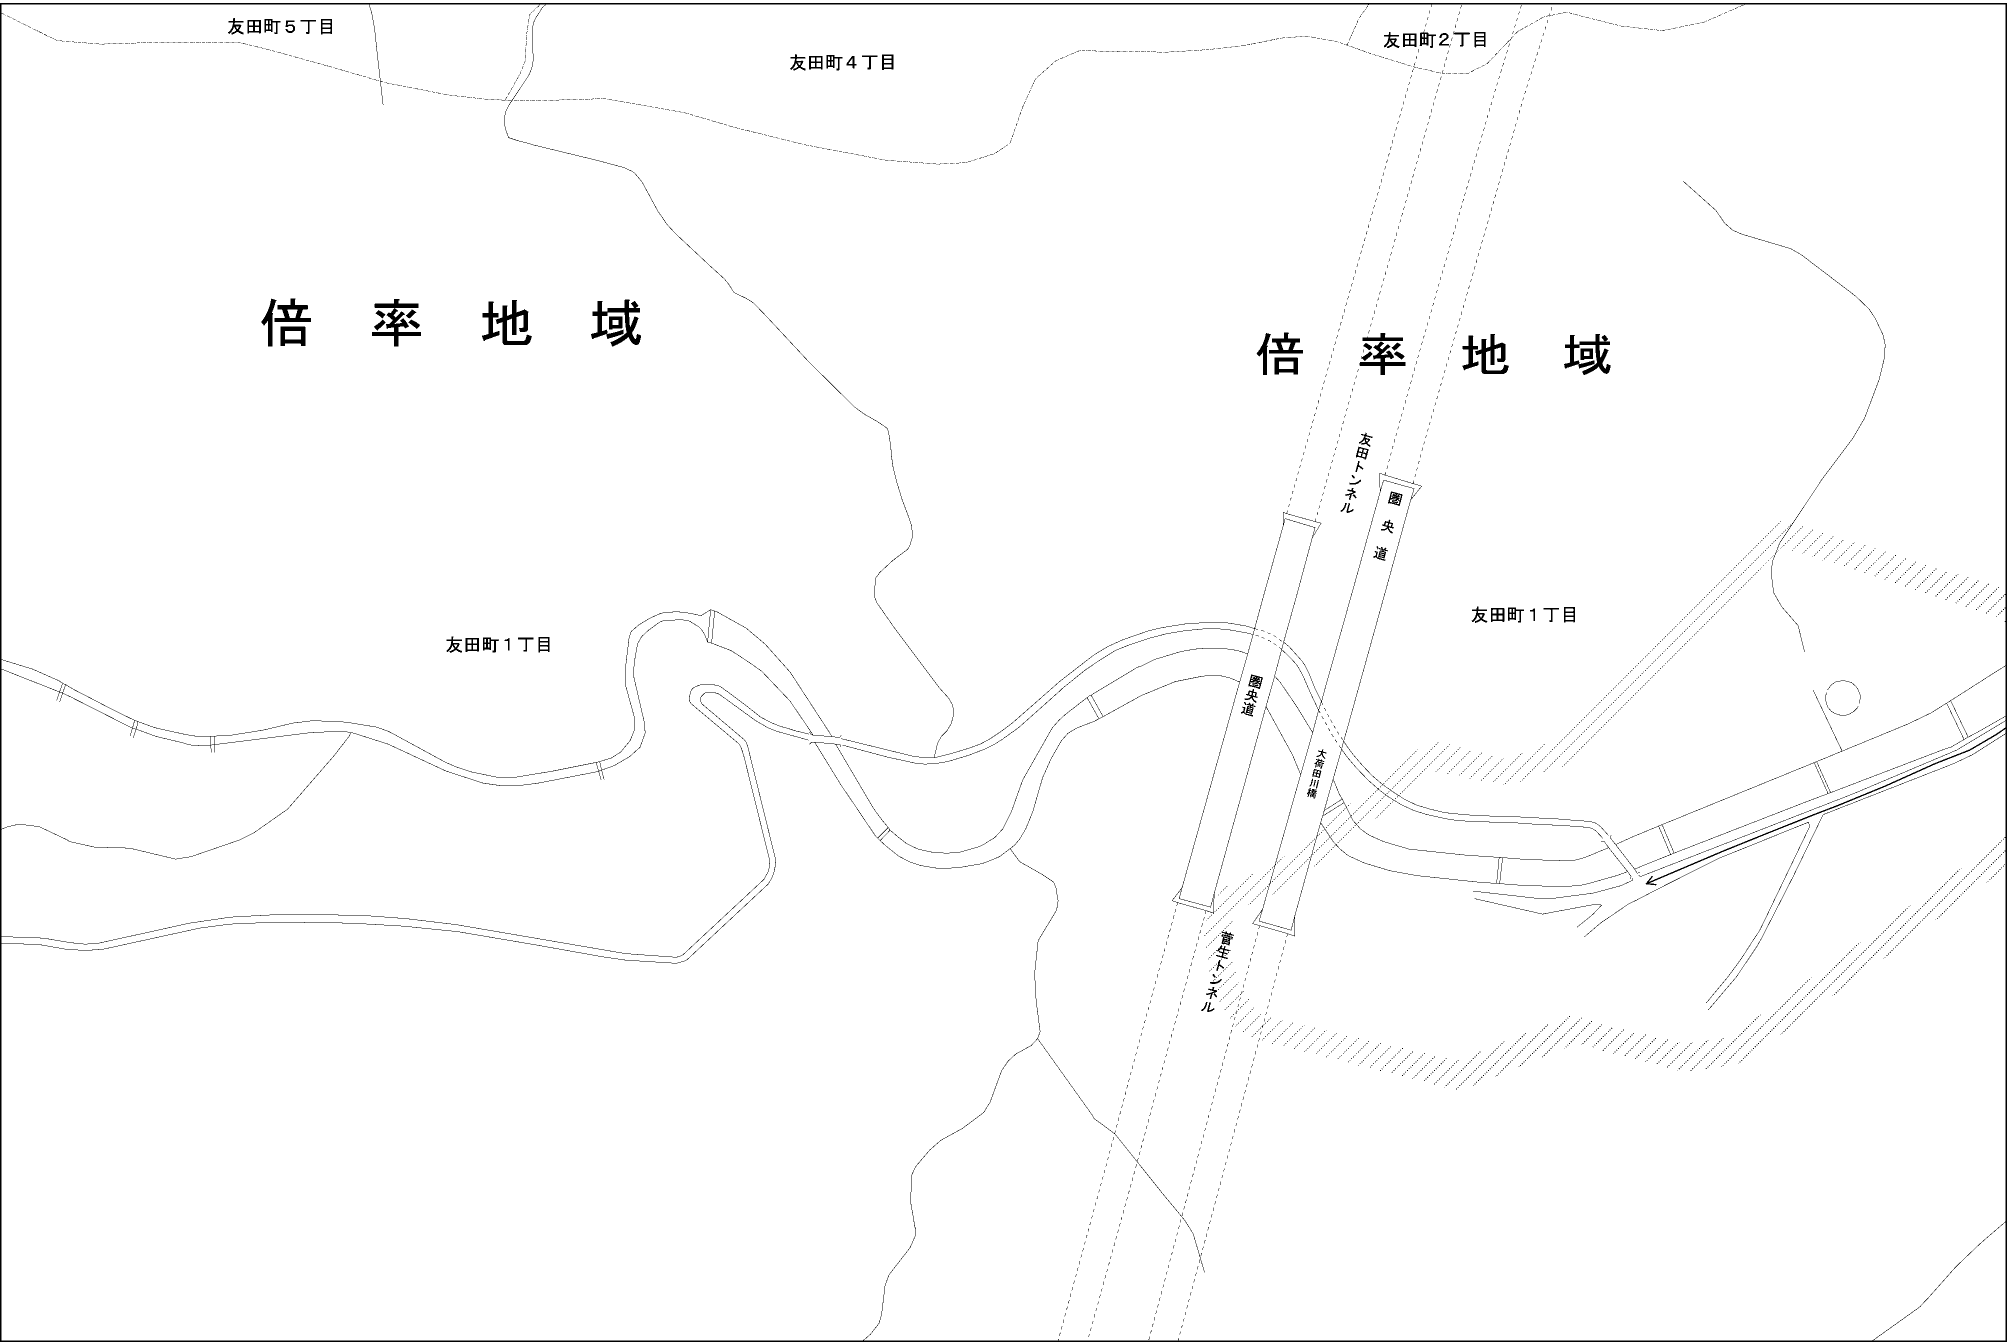 友田町５丁目
友田町４丁目
友田町２丁目
倍率地域
倍率地域
友田トンネル
圏央道
友田町１丁目
友田町１丁目
圏央道
大荷田川橋
菅生トンネル